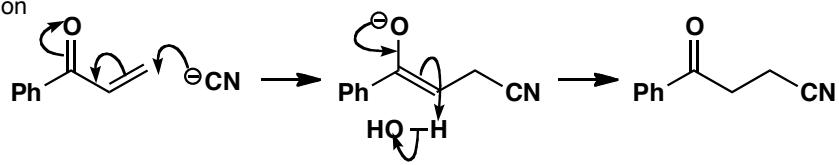 on
O ⊖ O O
Ph ⊖CN Ph CN Ph CN
HO H